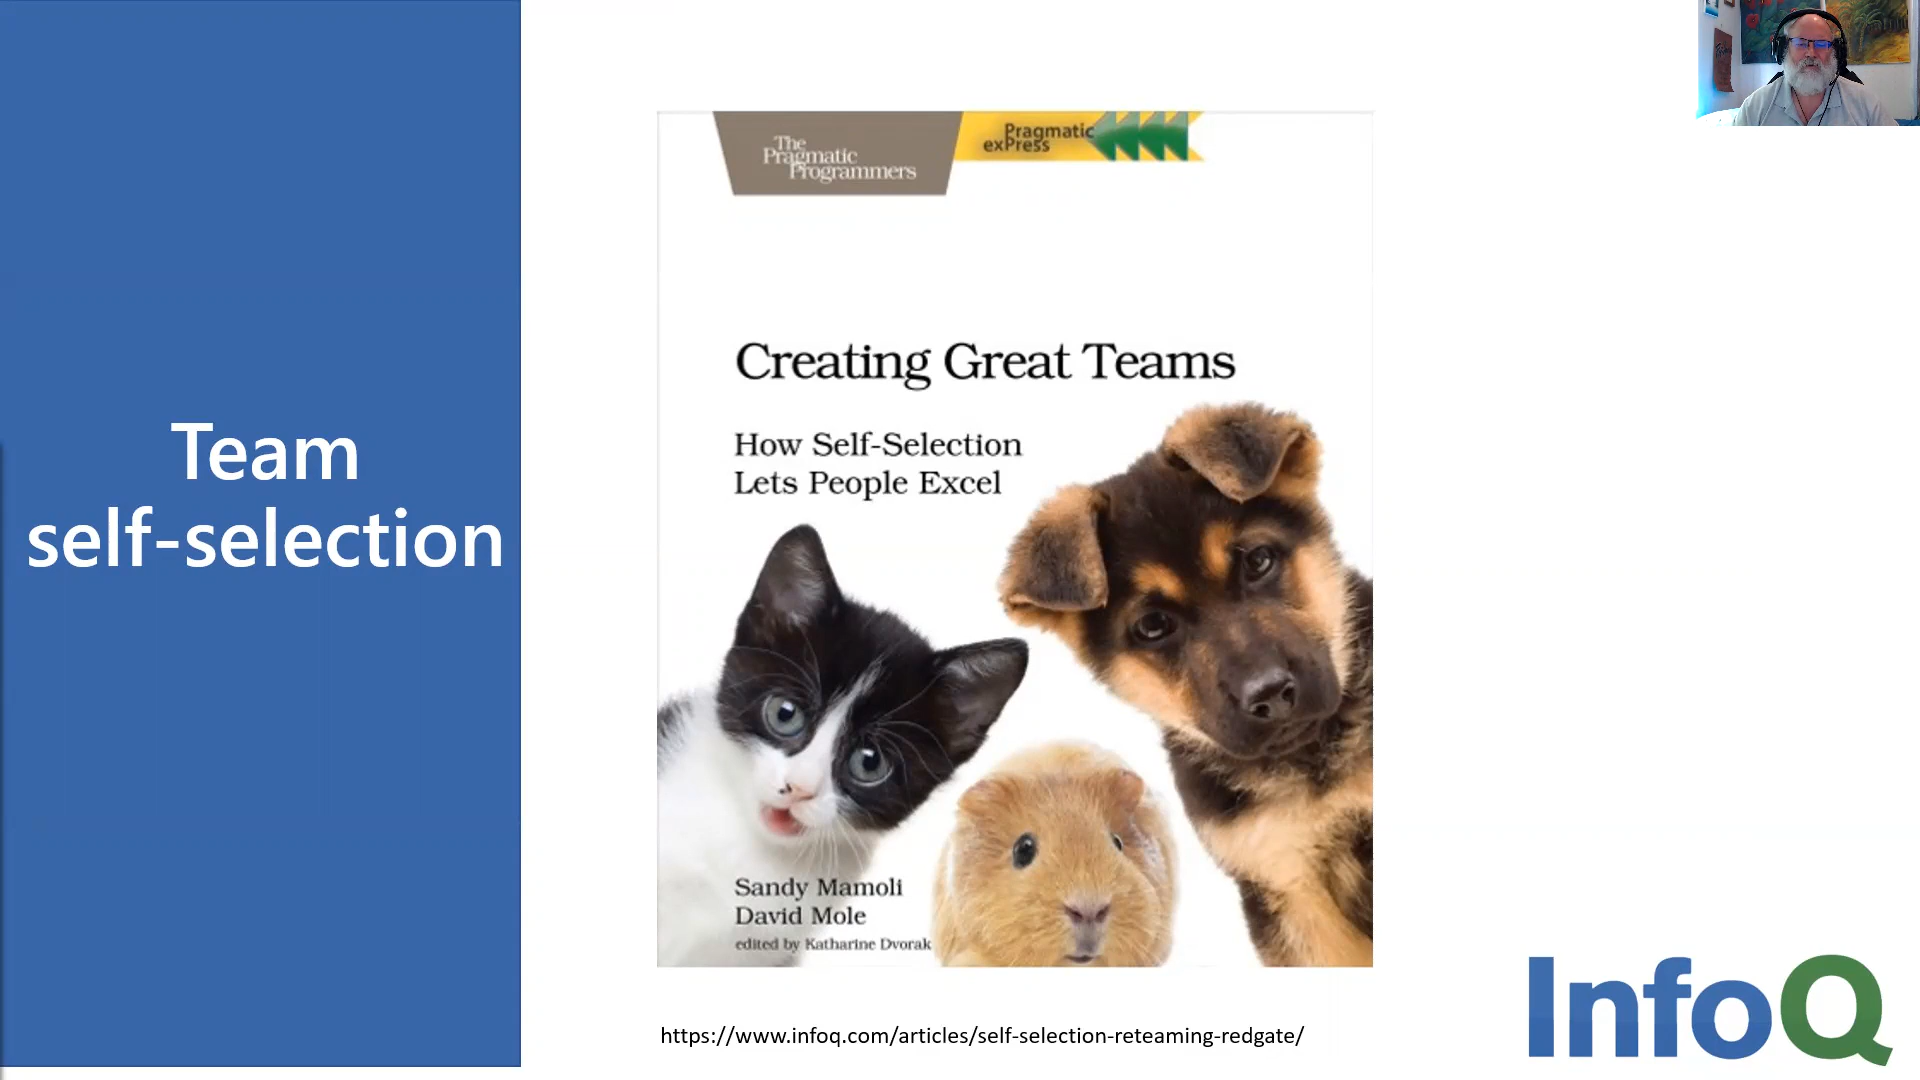 Team
self-selection
The
Pragmatic
Programmers
Pragmatic
exPress
Creating Great Teams
How Self-Selection
Lets People Excel
Sandy Mamoli
David Mole
edited by Katharine Dvorak
https://www.infoq.com/articles/self-selection-reteaming-redgate/
InfoQ